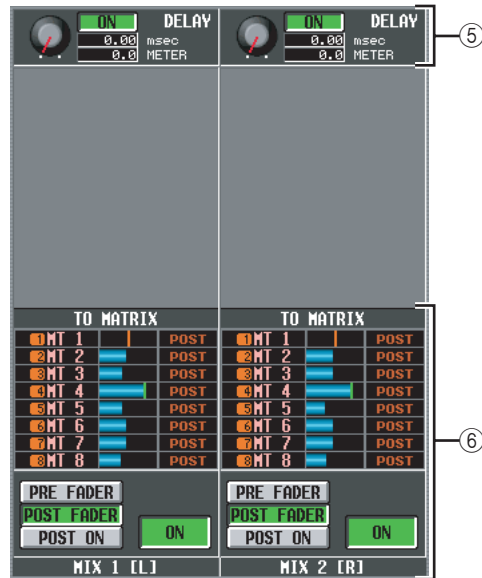 ON DELAY ON DELAY
0.00 msec 0.00 msec
0.0 METER 0.0 METER
⑤
TO MATRIX TO MATRIX
1 MT 1 POST 1 MT 1 POST
2 MT 2 POST 2 MT 2 POST
3 MT 3 POST 3 MT 3 POST
4 MT 4 POST 4 MT 4 POST
5 MT 5 POST 5 MT 5 POST
6 MT 6 POST 6 MT 6 POST
7 MT 7 POST 7 MT 7 POST
8 MT 8 POST 8 MT 8 POST
⑥
PRE FADER PRE FADER
POST FADER POST FADER
POST ON ON POST ON ON
MIX 1 [L] MIX 2 [R]